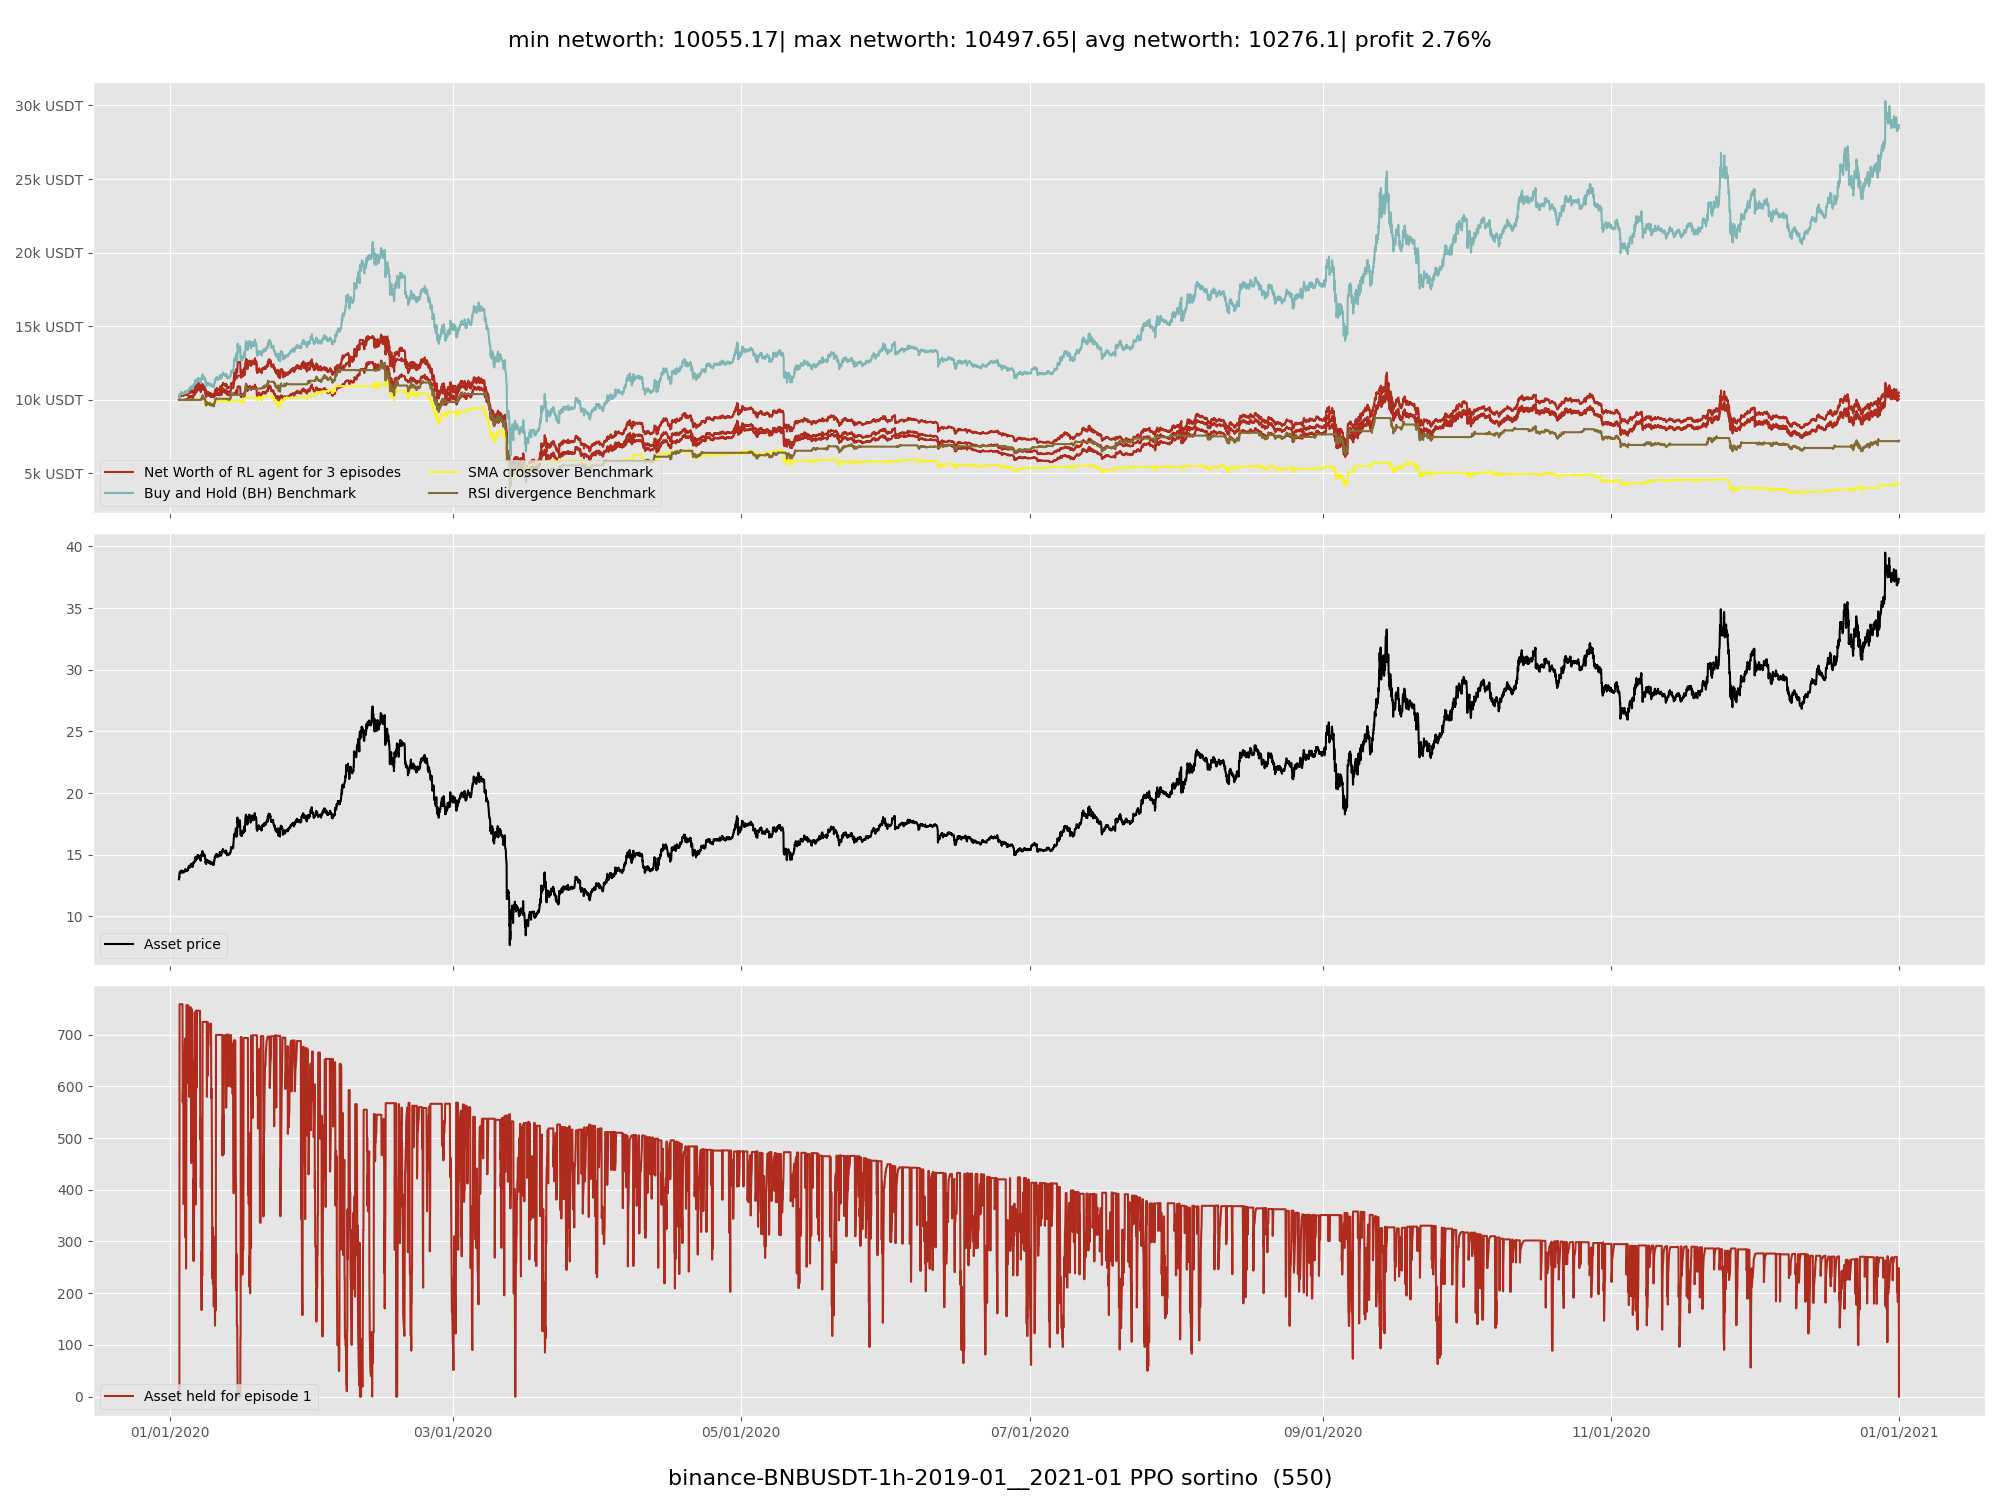 min networth: 10055.17| max networth: 10497.65| avg networth: 10276.1| profit 2.76%
30k USDT
25k USDT
20k USDT
15k USDT
10k USDT
5k USDT
Net Worth of RL agent for 3 episodes
Buy and Hold (BH) Benchmark
SMA crossover Benchmark
RSI divergence Benchmark
40
35
30
25
20
15
10
Asset price
700
600
500
400
300
200
100
0
Asset held for episode 1
01/01/2020 03/01/2020 05/01/2020 07/01/2020 09/01/2020 11/01/2020 01/01/2021
binance-BNBUSDT-1h-2019-01__2021-01 PPO sortino (550)